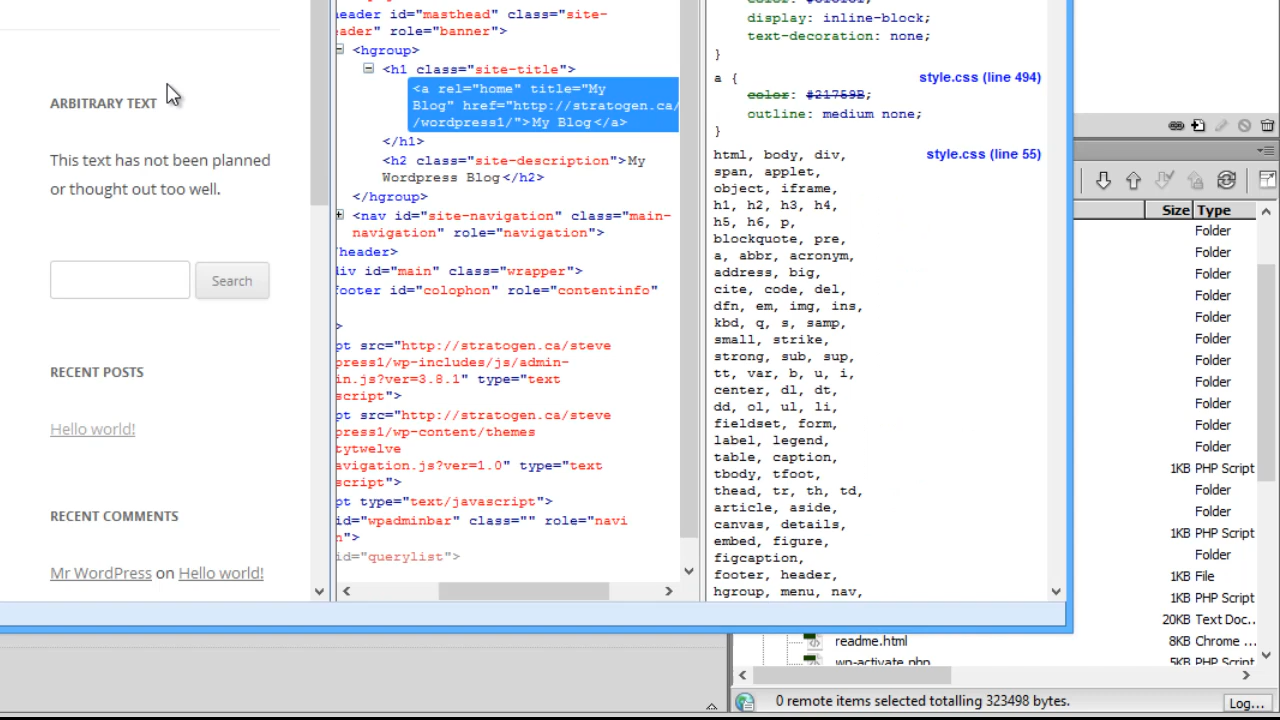 ARBITRARY TEXT
This text has not been planned
or thought out too well.
Search
RECENT POSTS
Hello world!
RECENT COMMENTS
Mr WordPress on Hello world!
eader id="masthead" class="site-
eader" role="banner">
<hgroup>
<h1 class="site-title">
<a rel="home" title="My
Blog" href="http://stratogen.ca/
/wordpress1/">My Blog</a>
</h1>
<h2 class="site-description">My
Wordpress Blog</h2>
</hgroup>
<nav id="site-navigation" class="main-
navigation" role="navigation">
/header>
div id="main" class="wrapper">
footer id="colophon" role="contentinfo"
>
pt src="http://stratogen.ca/steve
press1/wp-includes/js/admin-
in.js?ver=3.8.1" type="text
script">
pt src="http://stratogen.ca/steve
press1/wp-content/themes
tytwelve
avigation.js?ver=1.0" type="text
script">
pt type="text/javascript">
id="wpadminbar" class="" role="navi
n">
id="querylist">
display: inline-block;
text-decoration: none;
}
a { style.css (line 494)
color: #21759B;
outline: medium none;
}
html, body, div, style.css (line 55)
span, applet,
object, iframe,
h1, h2, h3, h4,
h5, h6, p,
blockquote, pre,
a, abbr, acronym,
address, big,
cite, code, del,
dfn, em, img, ins,
kbd, q, s, samp,
small, strike,
strong, sub, sup,
tt, var, b, u, i,
center, dl, dt,
dd, ol, ul, li,
fieldset, form,
label, legend,
table, caption,
tbody, tfoot,
thead, tr, th, td,
article, aside,
canvas, details,
embed, figure,
figcaption,
footer, header,
hgroup, menu, nav,
Size Type
Folder
Folder
Folder
Folder
Folder
Folder
Folder
Folder
Folder
Folder
Folder
1KB PHP Script
Folder
Folder
1KB PHP Script
Folder
1KB File
1KB PHP Script
20KB Text Doc...
readme.html 8KB Chrome ...
wp-activate.php 5KB PHP Script
0 remote items selected totalling 323498 bytes.
Log...